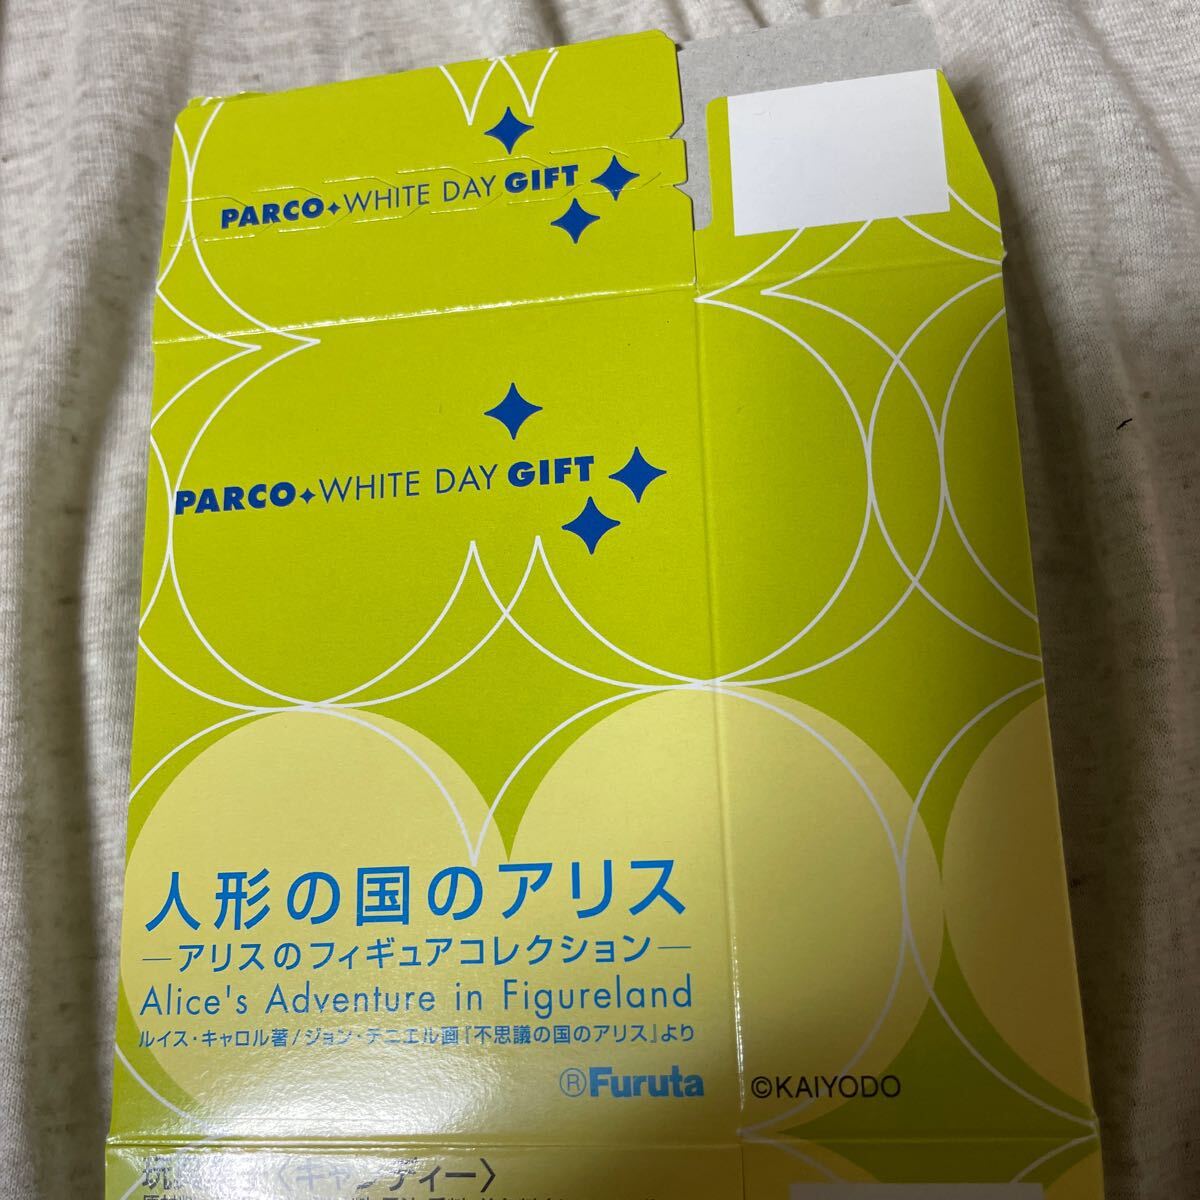 PARCO✦WHITE DAY GIFT
PARCO✦WHITE DAY GIFT
人形の国のアリス
―アリスのフィギュアコレクション―
Alice's Adventure in Figureland
ルイス・キャロル著/ジョン・テニエル画『不思議の国のアリス』より
®Furuta
©KAIYODO
〈キャンディー〉